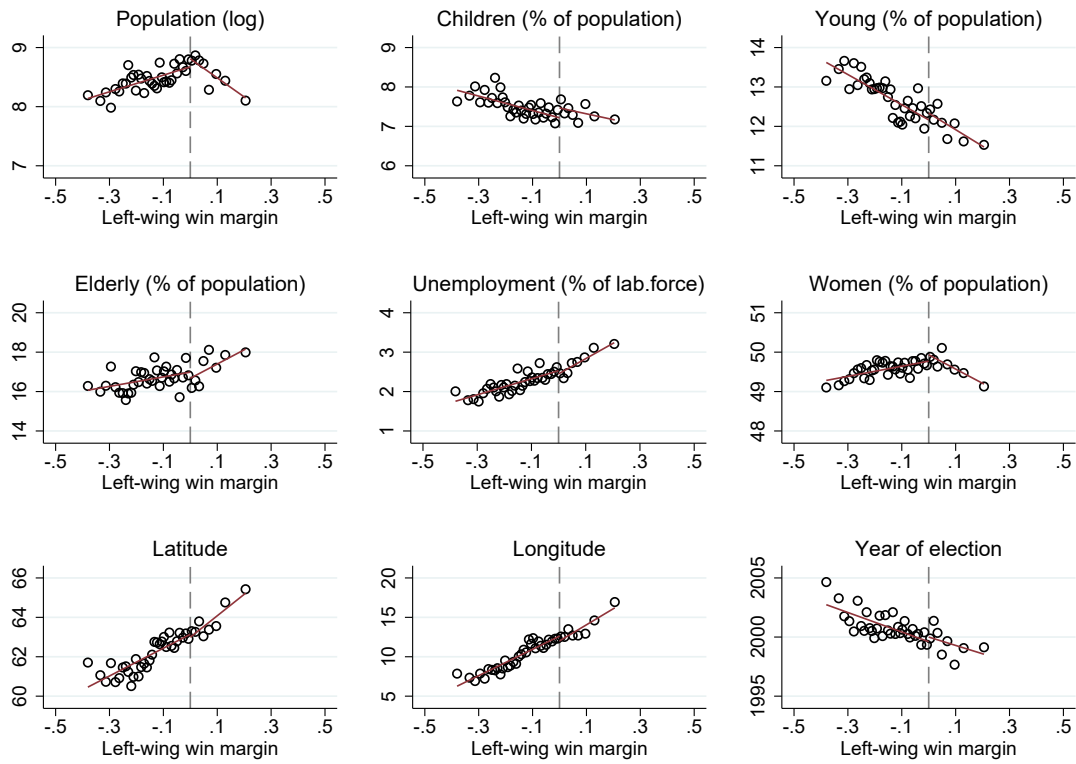 Population (log)
9
8
7
-.5 -.3 -.1 .1 .3 .5
Left-wing win margin
Children (% of population)
9
8
7
6
-.5 -.3 -.1 .1 .3 .5
Left-wing win margin
Young (% of population)
14
13
12
11
-.5 -.3 -.1 .1 .3 .5
Left-wing win margin
Elderly (% of population)
20
18
16
14
-.5 -.3 -.1 .1 .3 .5
Left-wing win margin
Unemployment (% of lab.force)
4
3
2
1
-.5 -.3 -.1 .1 .3 .5
Left-wing win margin
Women (% of population)
51
50
49
48
-.5 -.3 -.1 .1 .3 .5
Left-wing win margin
Latitude
66
64
62
60
-.5 -.3 -.1 .1 .3 .5
Left-wing win margin
Longitude
20
15
10
5
-.5 -.3 -.1 .1 .3 .5
Left-wing win margin
Year of election
2005
2000
1995
-.5 -.3 -.1 .1 .3 .5
Left-wing win margin